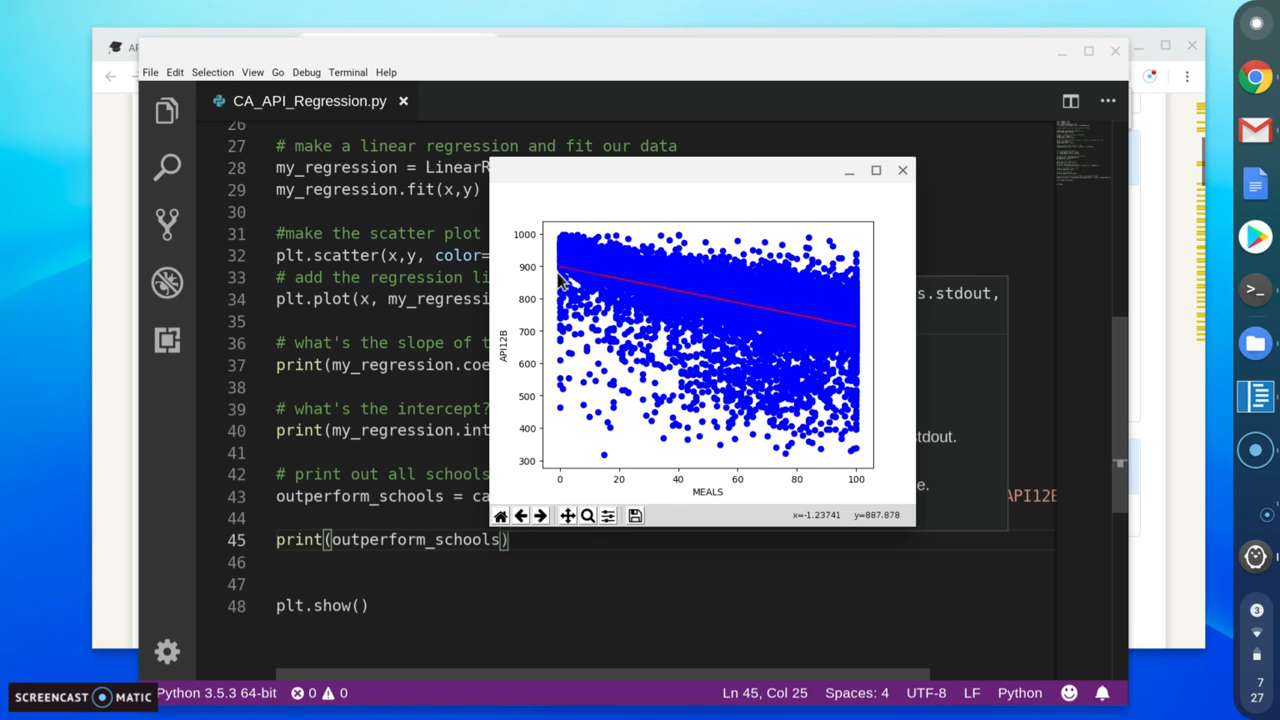 AP
File Edit Selection View Go Debug Terminal Help
CA_API_Regression.py
26
27 # make a linear regression and fit our data
28 my_regression = LinearR
29 my_regression.fit(x,y)
30
31 #make the scatter plot
32 plt.scatter(x,y, color=
33 # add the regression li
34 plt.plot(x, my_regressi
s.stdout,
35
36 # what's the slope of t
37 print(my_regression.coe
38
39 # what's the intercept?
40 print(my_regression.int
tdout.
41
42 # print out all schools
e.
43 outperform_schools = ca
API12B
44
45 print(outperform_schools)
46
47
48 plt.show()
1000
900
800
700
600
500
400
300
API12B
0 20 40 60 80 100
MEALS
x=-1.23741 y=887.878
Python 3.5.3 64-bit 0 0 Ln 45, Col 25 Spaces: 4 UTF-8 LF Python
SCREENCAST MATIC
3
7
27